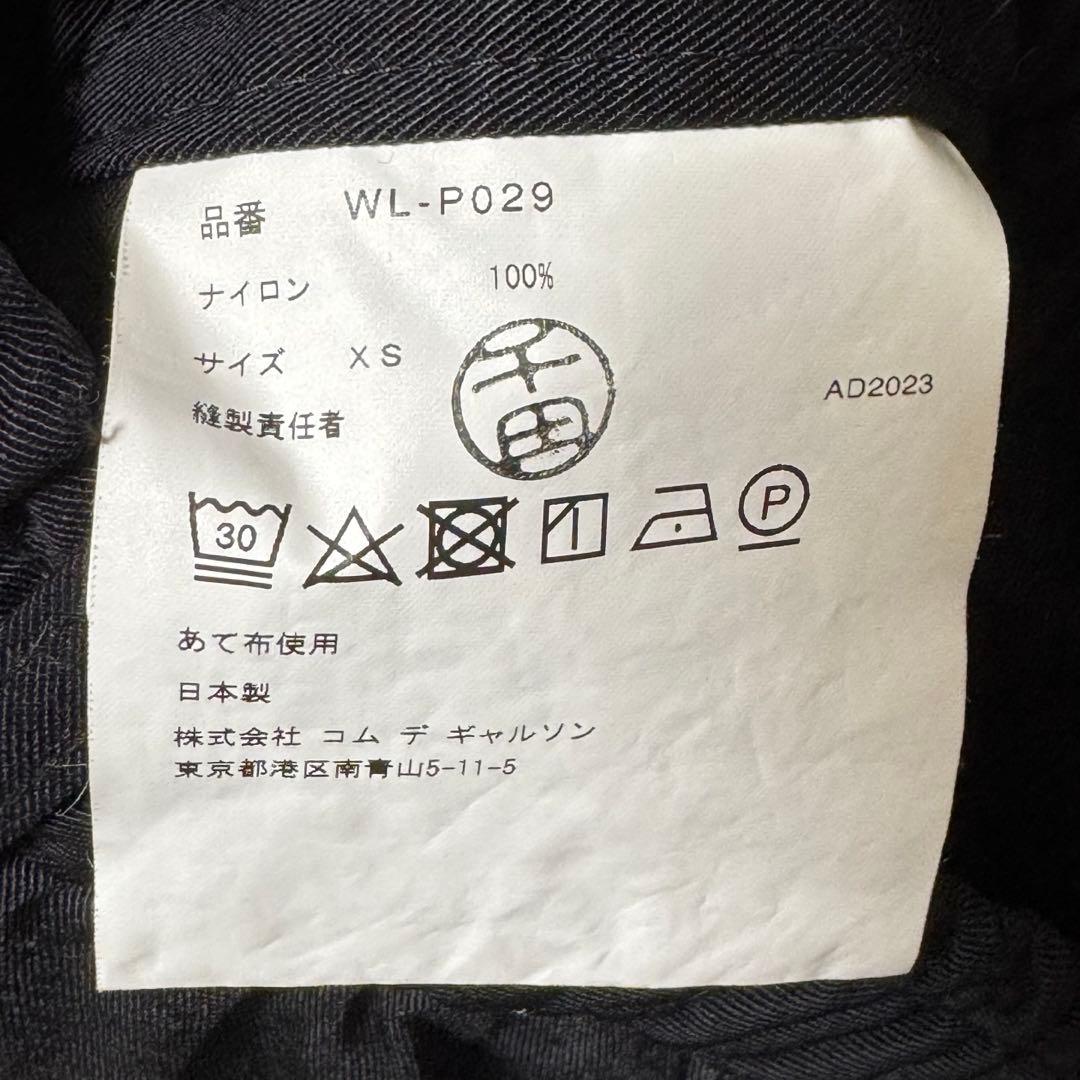 品番 WL-P029
ナイロン 100%
サイズ XS
千田
AD2023
縫製責任者
30
P
あて布使用
日本製
株式会社 コム デ ギャルソン
東京都港区南青山5-11-5